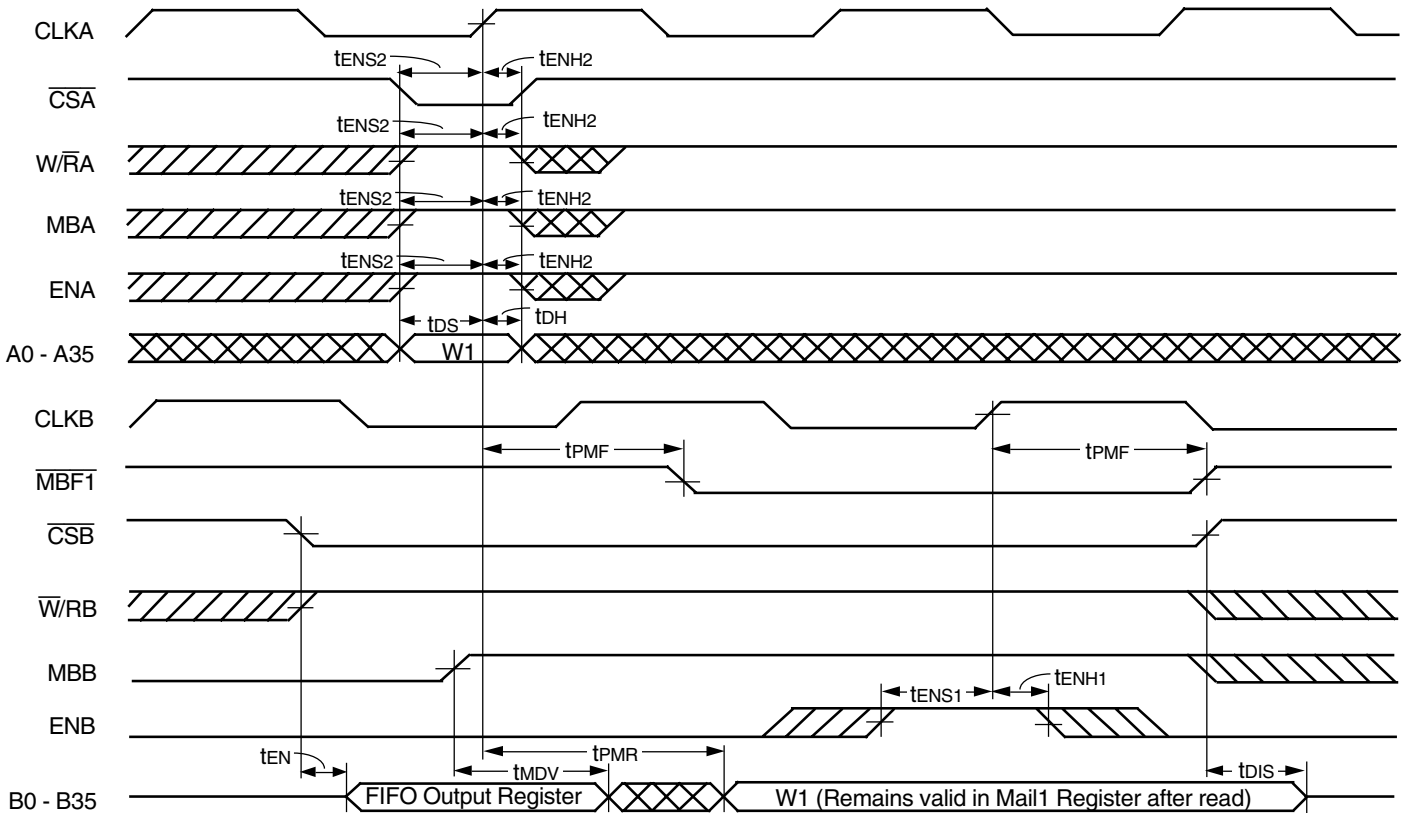 CLKA
tENS2 tENH2
CSA
tENS2 tENH2
W/RA
tENS2 tENH2
MBA
tENS2 tENH2
ENA
tDS tDH
A0 - A35 W1
CLKB
tPMF tPMF
MBF1
CSB
W/RB
MBB
tENS1 tENH1
ENB
tEN tPMR
tMDV tDIS
B0 - B35 FIFO Output Register W1 (Remains valid in Mail1 Register after read)